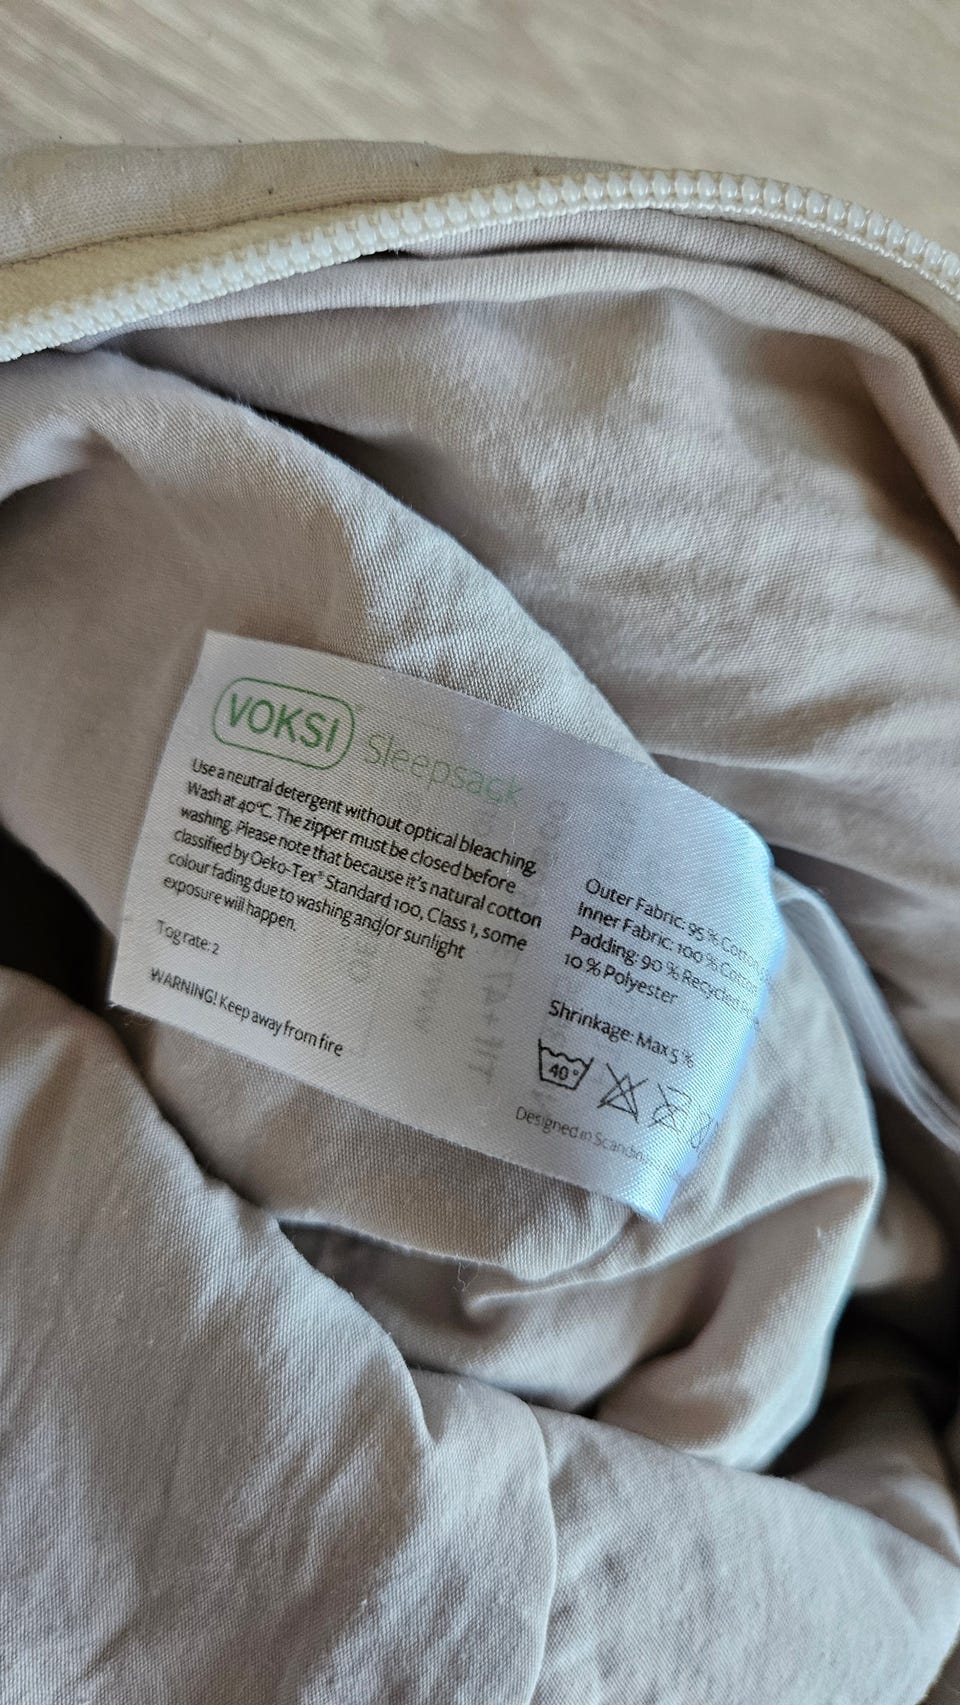 VOKSI® Sleepsack
Use a neutral detergent without optical bleaching.
Wash at 40°C. The zipper must be closed before
washing. Please note that because it's natural cotton
classified by Oeko-Tex® Standard 100, Class 1, some
colour fading due to washing and/or sunlight
exposure will happen.
Tog rate: 2
WARNING! Keep away from fire
Outer Fabric: 95 % Cotton
Inner Fabric: 100 % Cotton
Padding: 90 % Recycled
10 % Polyester
Shrinkage: Max 5 %
40°
Designed in